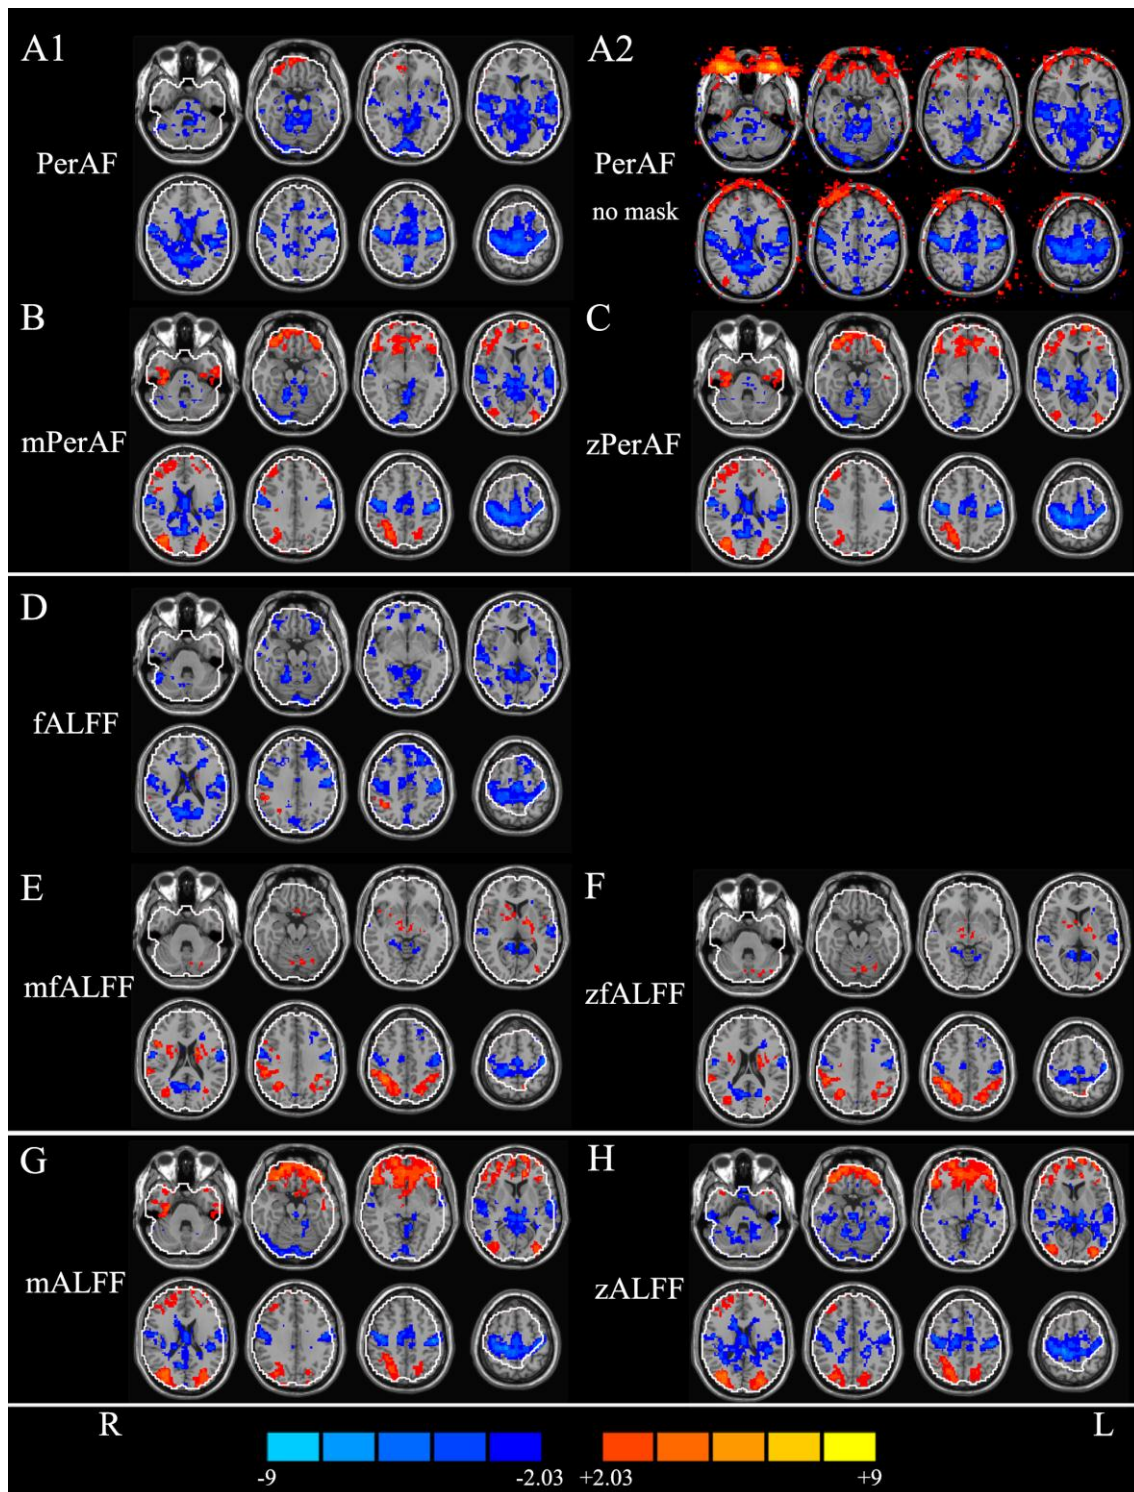 A1
PerAF
A2
PerAF
no mask
B
mPerAF
C
zPerAF
D
fALFF
E
mfALFF
F
zfALFF
G
mALFF
H
zALFF
R
L
-9
-2.03
+2.03
+9